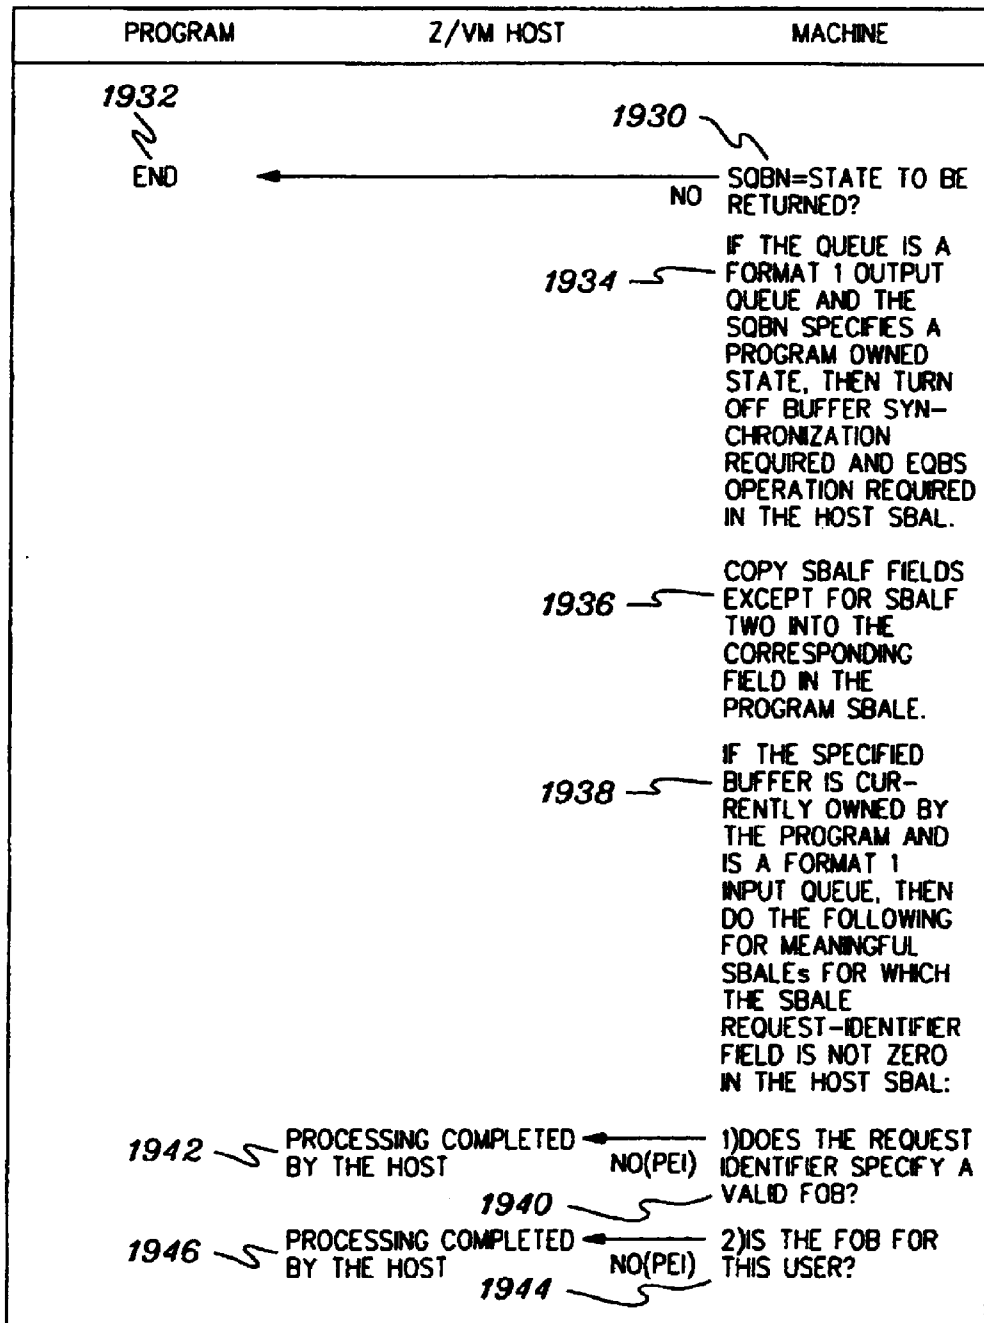 PROGRAM Z/VM HOST MACHINE
1932
1930
END
NO
SQBN=STATE TO BE
RETURNED?
1934
IF THE QUEUE IS A
FORMAT 1 OUTPUT
QUEUE AND THE
SQBN SPECIFIES A
PROGRAM OWNED
STATE, THEN TURN
OFF BUFFER SYN-
CHRONIZATION
REQUIRED AND EQBS
OPERATION REQUIRED
IN THE HOST SBAL.
1936
COPY SBALF FIELDS
EXCEPT FOR SBALF
TWO INTO THE
CORRESPONDING
FIELD IN THE
PROGRAM SBALE.
1938
IF THE SPECIFIED
BUFFER IS CUR-
RENTLY OWNED BY
THE PROGRAM AND
IS A FORMAT 1
INPUT QUEUE, THEN
DO THE FOLLOWING
FOR MEANINGFUL
SBALEs FOR WHICH
THE SBALE
REQUEST-IDENTIFIER
FIELD IS NOT ZERO
IN THE HOST SBAL:
1942
PROCESSING COMPLETED
BY THE HOST
NO(PEI)
1)DOES THE REQUEST
IDENTIFIER SPECIFY A
VALID FOB?
1940
1946
PROCESSING COMPLETED
BY THE HOST
NO(PEI)
2)IS THE FOB FOR
THIS USER?
1944